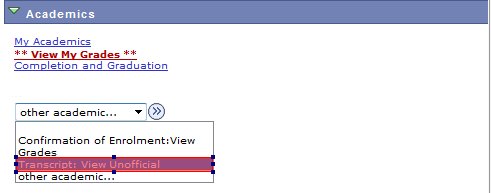 Academics
My Academics
** View My Grades **
Completion and Graduation
other academic...
Confirmation of Enrolment:View
Grades
Transcript: View Unofficial
other academic...